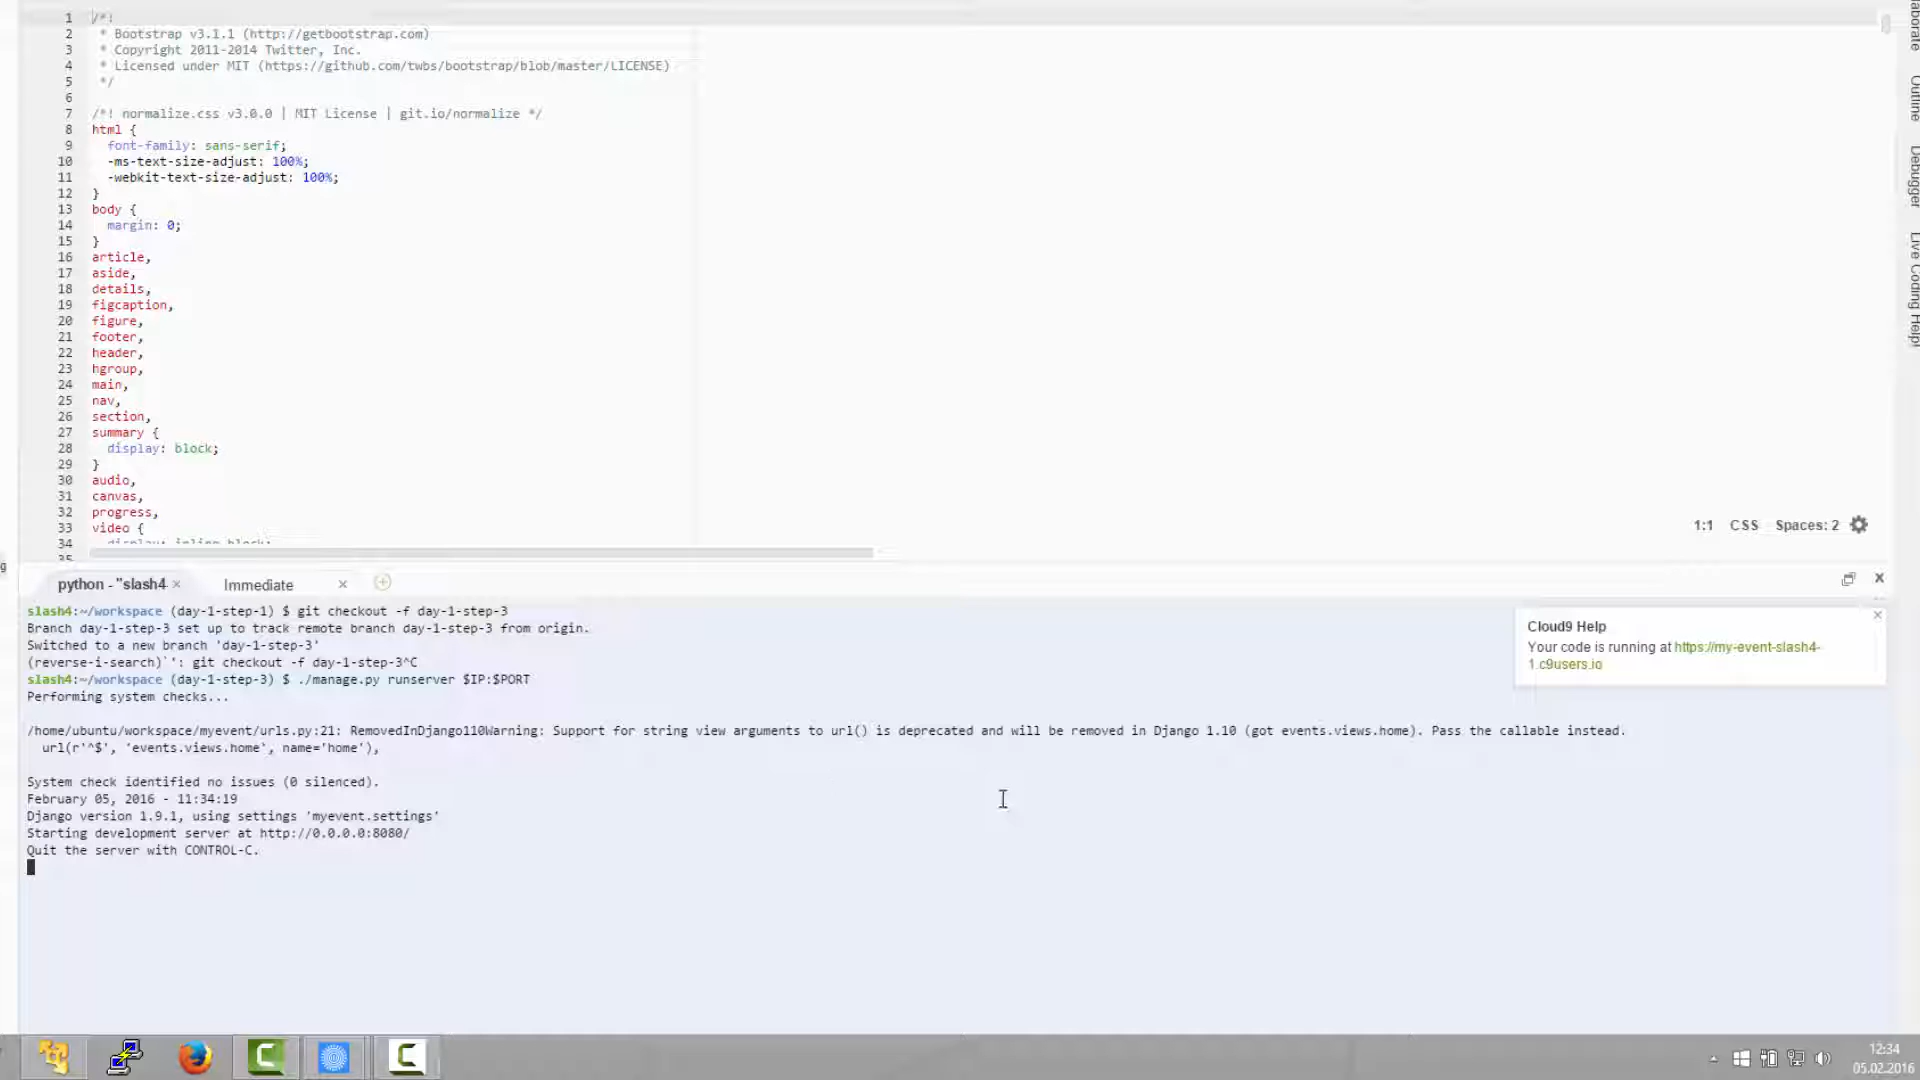 1 /*!
2 * Bootstrap v3.1.1 (http://getbootstrap.com)
3 * Copyright 2011-2014 Twitter, Inc.
4 * Licensed under MIT (https://github.com/twbs/bootstrap/blob/master/LICENSE)
5 */
6
7 /*! normalize.css v3.0.0 | MIT License | git.io/normalize */
8 html {
9 font-family: sans-serif;
10 -ms-text-size-adjust: 100%;
11 -webkit-text-size-adjust: 100%;
12 }
13 body {
14 margin: 0;
15 }
16 article,
17 aside,
18 details,
19 figcaption,
20 figure,
21 footer,
22 header,
23 hgroup,
24 main,
25 nav,
26 section,
27 summary {
28 display: block;
29 }
30 audio,
31 canvas,
32 progress,
33 video {
34 display: inline-block;
35
1:1 CSS Spaces: 2
laborate
Outline
Debugger
Live Coding Help!
g
python - "slash4 × Immediate ×
slash4:~/workspace (day-1-step-1) $ git checkout -f day-1-step-3
Branch day-1-step-3 set up to track remote branch day-1-step-3 from origin.
Switched to a new branch 'day-1-step-3'
(reverse-i-search)`': git checkout -f day-1-step-3^C
slash4:~/workspace (day-1-step-3) $ ./manage.py runserver $IP:$PORT
Performing system checks...
/home/ubuntu/workspace/myevent/urls.py:21: RemovedInDjango110Warning: Support for string view arguments to url() is deprecated and will be removed in Django 1.10 (got events.views.home). Pass the callable instead.
url(r'^$', 'events.views.home', name='home'),
System check identified no issues (0 silenced).
February 05, 2016 - 11:34:19
Django version 1.9.1, using settings 'myevent.settings'
Starting development server at http://0.0.0.0:8080/
Quit the server with CONTROL-C.
Cloud9 Help
Your code is running at https://my-event-slash4-
1.c9users.io
12:34
05.02.2016